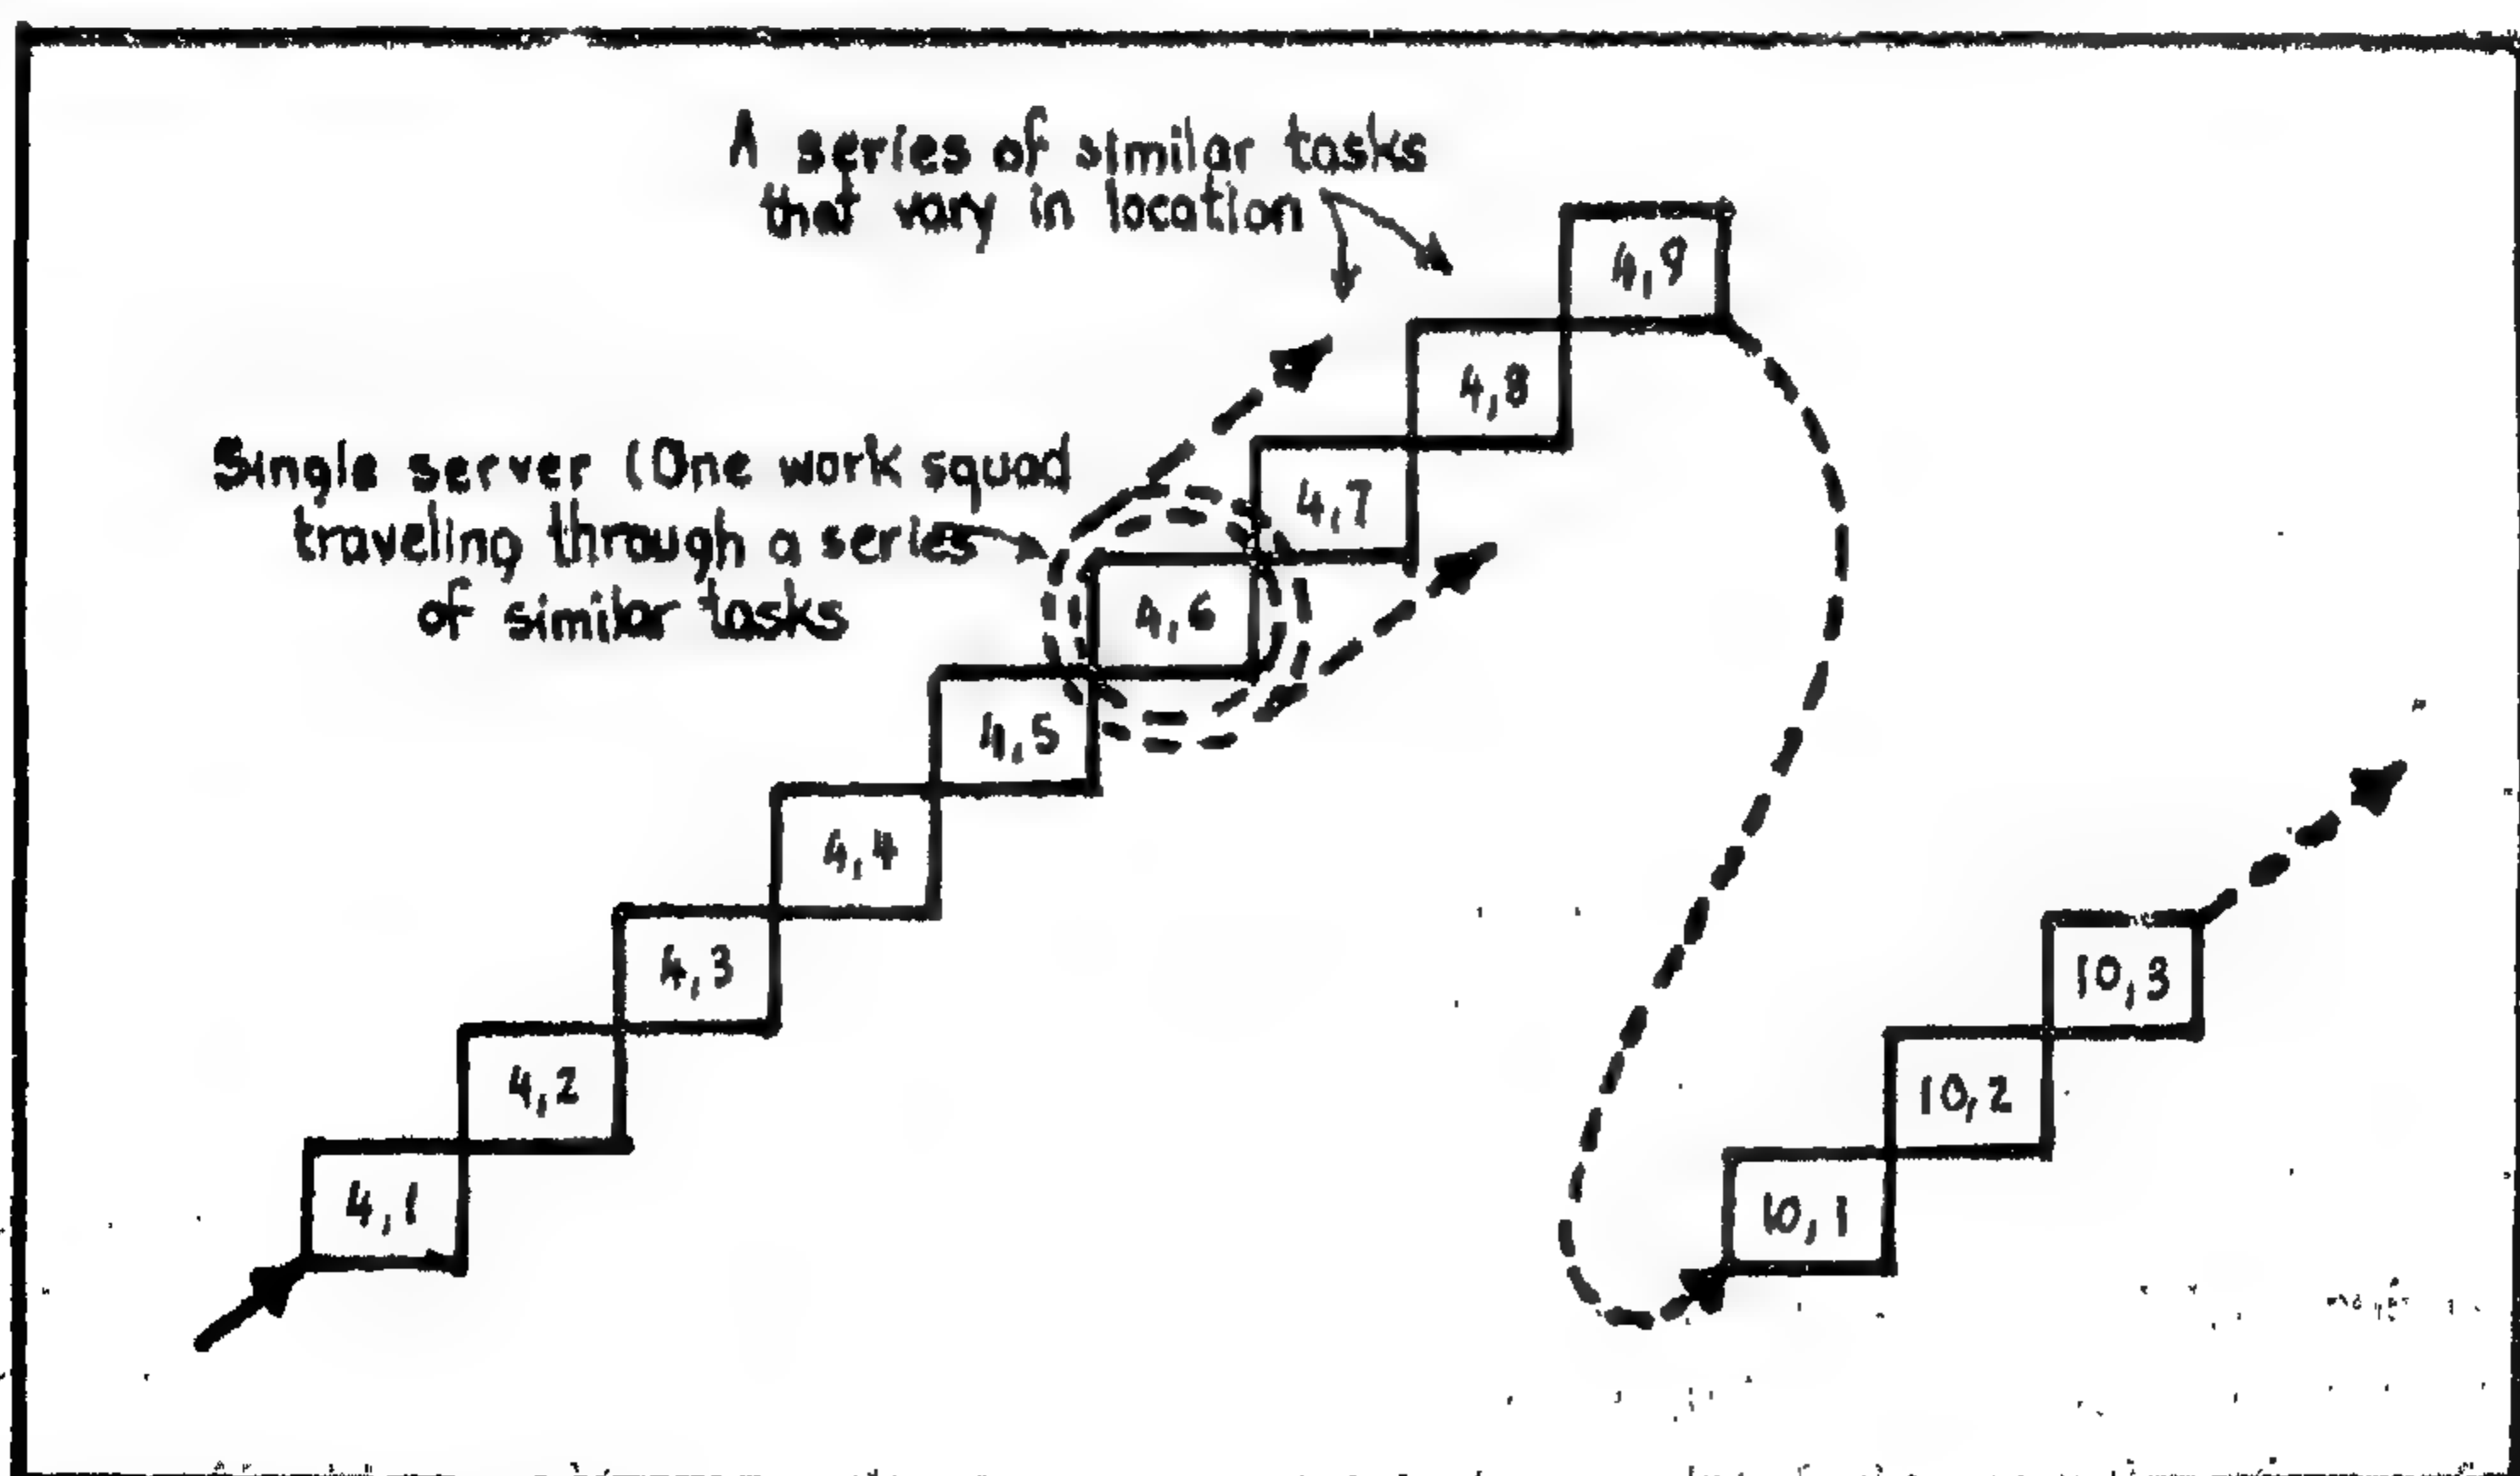 A series of similar tasks
that vary in location
4,9
4,8
Single server (One work squad
traveling through a series
of similar tasks
4,7
4,6
4,5
4,4
4,3
10,3
4,2
10,2
4,1
10,1